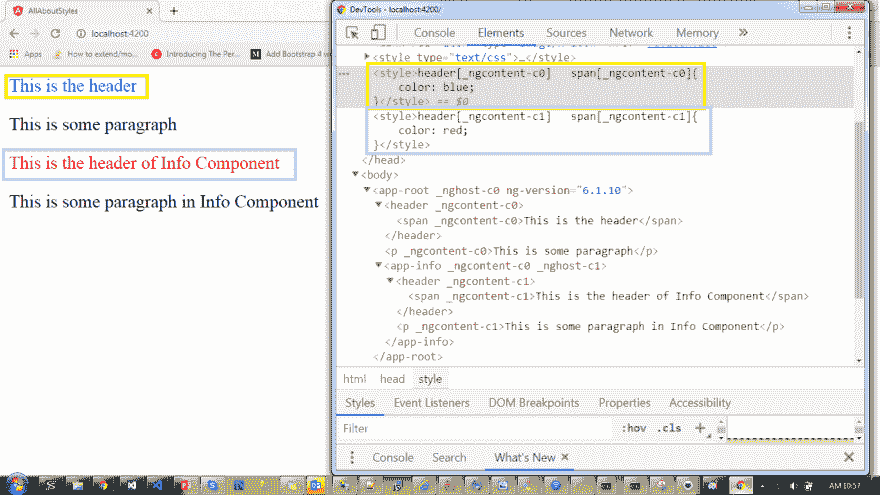 AllAboutStyles
localhost:4200
Apps
How to extend/mo...
Introducing The Per...
Add Bootstrap 4 w
This is the header
This is some paragraph
This is the header of Info Component
This is some paragraph in Info Component
DevTools - localhost:4200/
Console Elements Sources Network Memory »
<style type="text/css">…</style>
<style>header[_ngcontent-c0] span[_ngcontent-c0]{
color: blue;
}</style> == $0
<style>header[_ngcontent-c1] span[_ngcontent-c1]{
color: red;
}</style>
</head>
<body>
<app-root _nghost-c0 ng-version="6.1.10">
<header _ngcontent-c0>
<span _ngcontent-c0>This is the header</span>
</header>
<p _ngcontent-c0>This is some paragraph</p>
<app-info _ngcontent-c0 _nghost-c1>
<header _ngcontent-c1>
<span _ngcontent-c1>This is the header of Info Component</span>
</header>
<p _ngcontent-c1>This is some paragraph in Info Component</p>
</app-info>
</app-root>
html head style
Styles Event Listeners DOM Breakpoints Properties Accessibility
Filter :hov .cls +
Console Search What's New
AM 10:57